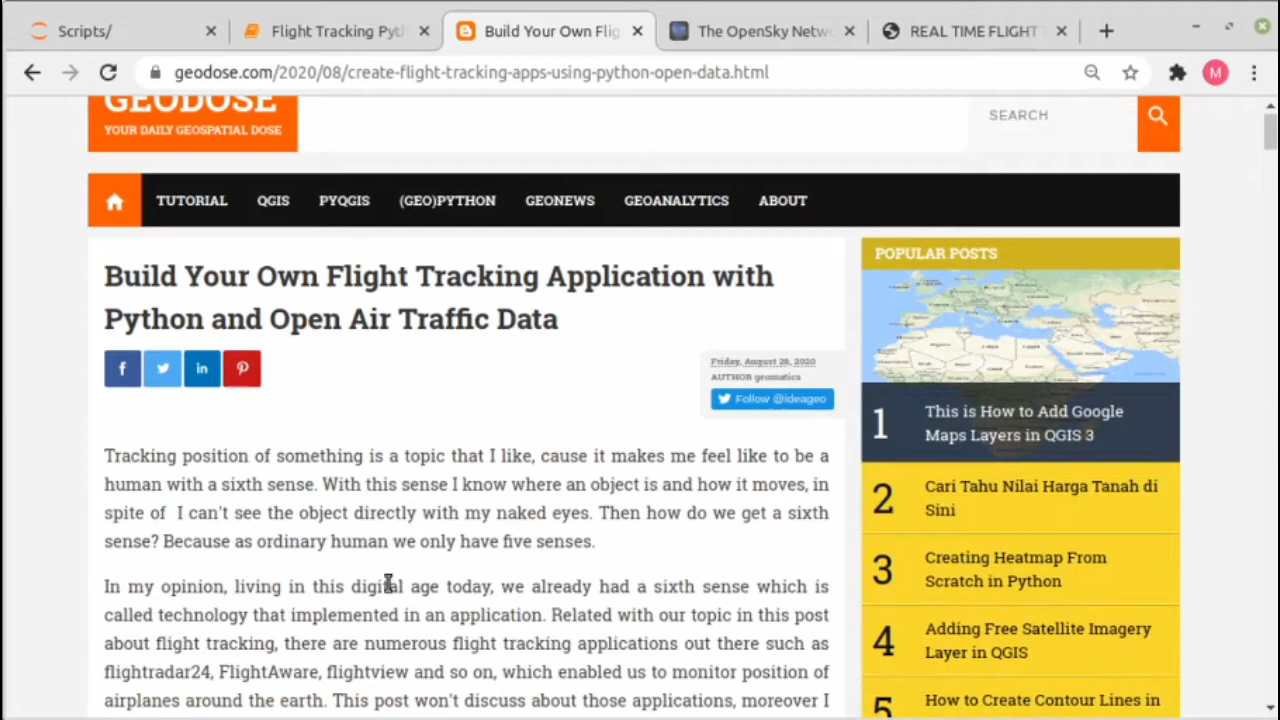 Scripts/
Flight Tracking Pyth
Build Your Own Flig
The OpenSky Netw
REAL TIME FLIGHT
geodose.com/2020/08/create-flight-tracking-apps-using-python-open-data.html
M
GEODOSE
YOUR DAILY GEOSPATIAL DOSE
SEARCH
TUTORIAL QGIS PYQGIS (GEO)PYTHON GEONEWS GEOANALYTICS ABOUT
Build Your Own Flight Tracking Application with
Python and Open Air Traffic Data
Friday, August 28, 2020
AUTHOR geomatics
Follow @ideageo
Tracking position of something is a topic that I like, cause it makes me feel like to be a
human with a sixth sense. With this sense I know where an object is and how it moves, in
spite of I can't see the object directly with my naked eyes. Then how do we get a sixth
sense? Because as ordinary human we only have five senses.
In my opinion, living in this digital age today, we already had a sixth sense which is
called technology that implemented in an application. Related with our topic in this post
about flight tracking, there are numerous flight tracking applications out there such as
flightradar24, FlightAware, flightview and so on, which enabled us to monitor position of
airplanes around the earth. This post won't discuss about those applications, moreover I
POPULAR POSTS
1
This is How to Add Google
Maps Layers in QGIS 3
2
Cari Tahu Nilai Harga Tanah di
Sini
3
Creating Heatmap From
Scratch in Python
4
Adding Free Satellite Imagery
Layer in QGIS
5
How to Create Contour Lines in